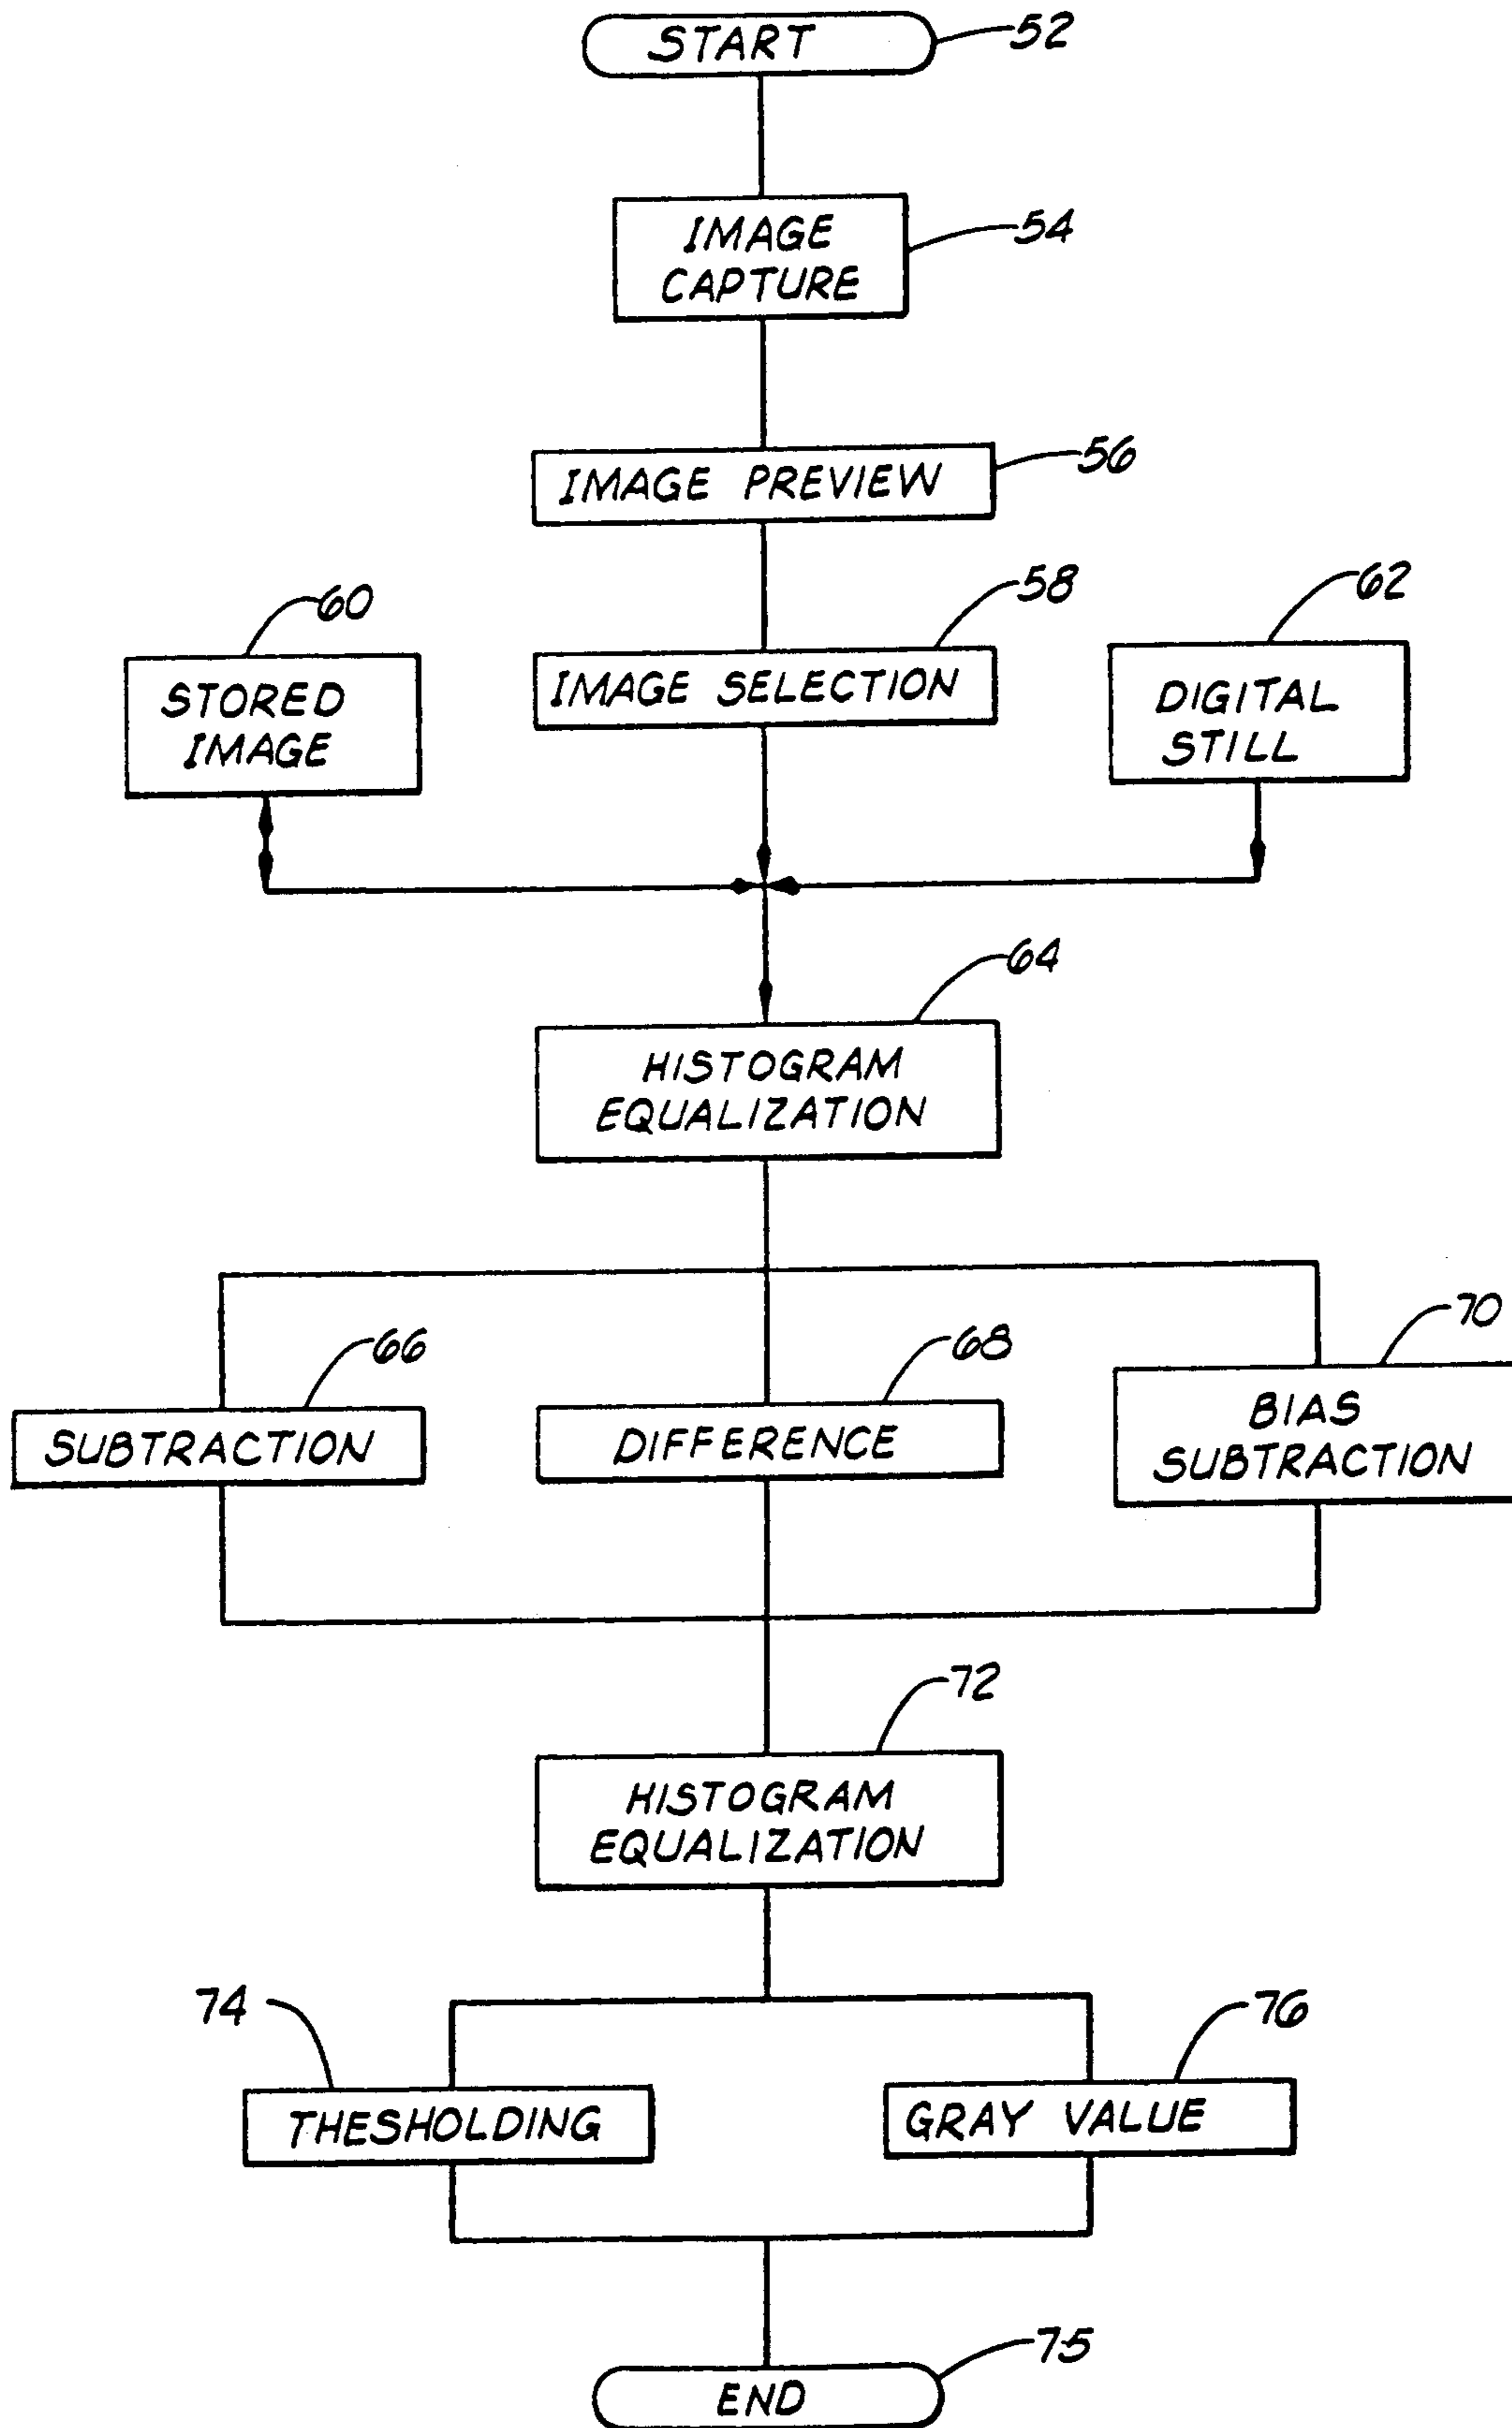 START
52
IMAGE
CAPTURE
54
IMAGE PREVIEW
56
60
STORED
IMAGE
58
IMAGE SELECTION
62
DIGITAL
STILL
64
HISTOGRAM
EQUALIZATION
66
SUBTRACTION
68
DIFFERENCE
70
BIAS
SUBTRACTION
72
HISTOGRAM
EQUALIZATION
74
THESHOLDING
76
GRAY VALUE
75
END